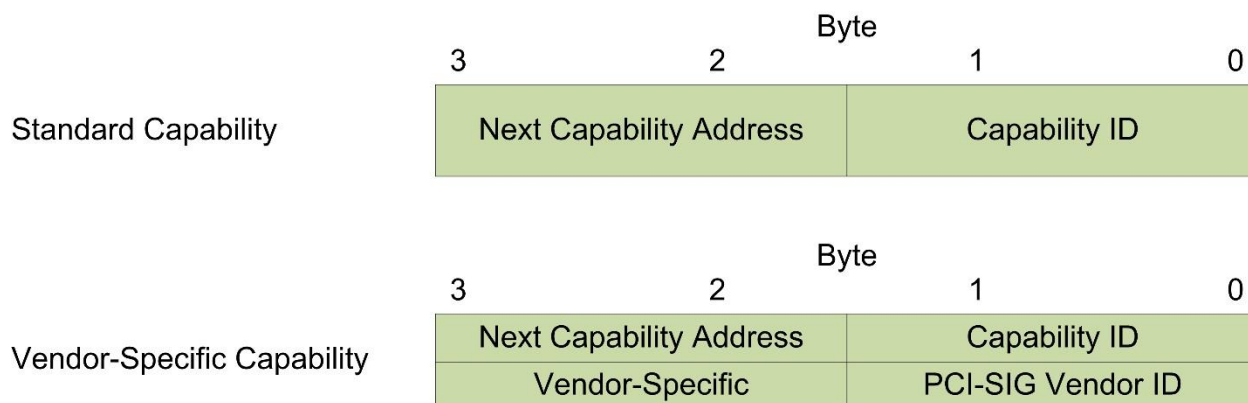 Byte
3 2 1 0
Standard Capability Next Capability Address Capability ID
Byte
3 2 1 0
Vendor-Specific Capability
Next Capability Address Capability ID
Vendor-Specific PCI-SIG Vendor ID